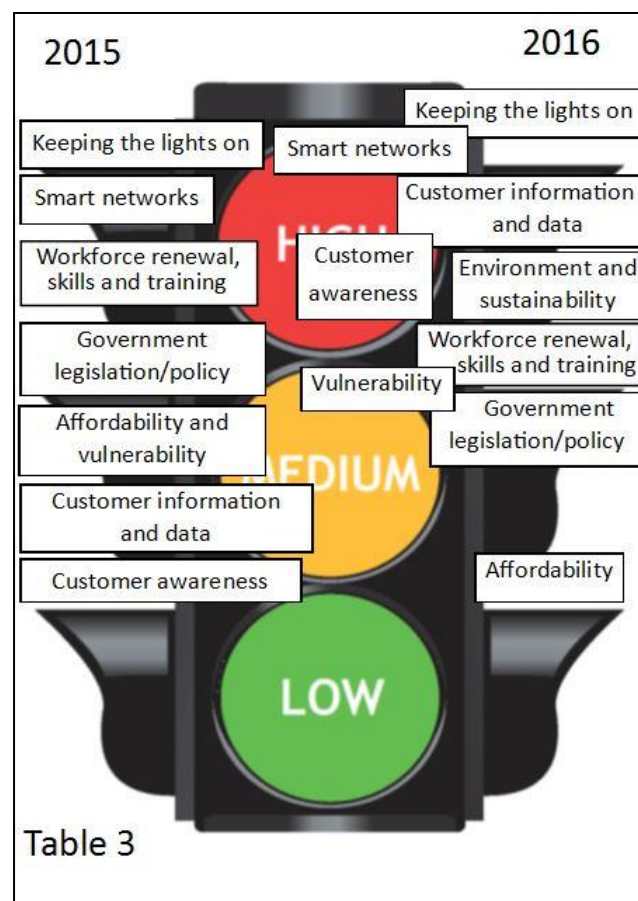 2015
2016
Keeping the lights on
Smart networks
Workforce renewal,
skills and training
Government
legislation/policy
Affordability and
vulnerability
Customer information
and data
Customer awareness
Keeping the lights on
Smart networks
Customer information
and data
Customer
awareness
Environment and
sustainability
Workforce renewal,
skills and training
Vulnerability
Government
legislation/policy
Affordability
HIGH
MEDIUM
LOW
Table 3